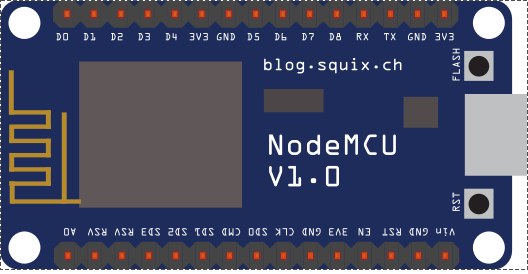 D0 D1 D2 D3 D4 3V3 GND D5 D6 D7 D8 RX TX GND 3V3
FLASH
blog.squix.ch
NodeMCU
V1.0
RST
A0 RSV RSV SD3 SD2 SD1 CMD SD0 CLK GND 3V3 EN RST GND Vin